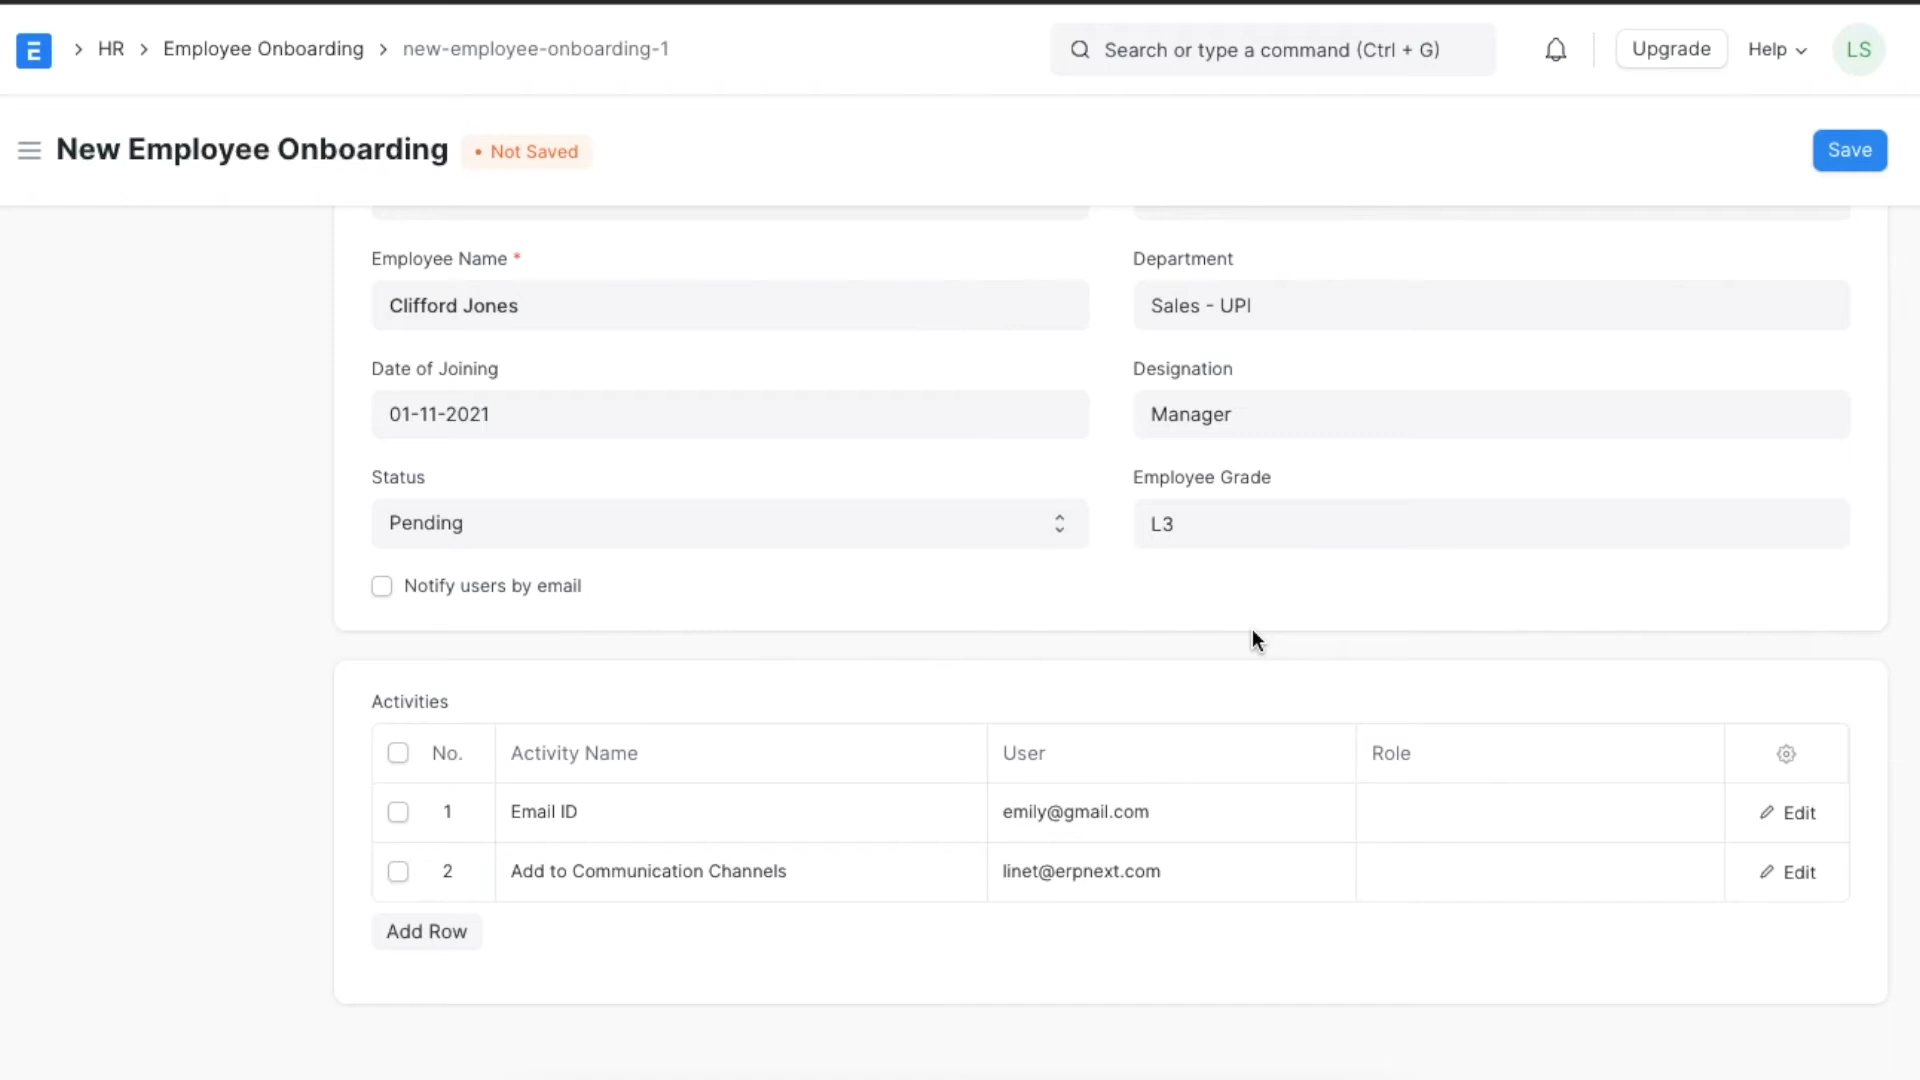 E > HR > Employee Onboarding > new-employee-onboarding-1 Search or type a command (Ctrl + G) Upgrade Help LS
New Employee Onboarding • Not Saved Save
Employee Name * Department
Clifford Jones Sales - UPI
Date of Joining Designation
01-11-2021 Manager
Status Employee Grade
Pending L3
Notify users by email
Activities
No. Activity Name User Role
1 Email ID emily@gmail.com Edit
2 Add to Communication Channels linet@erpnext.com Edit
Add Row